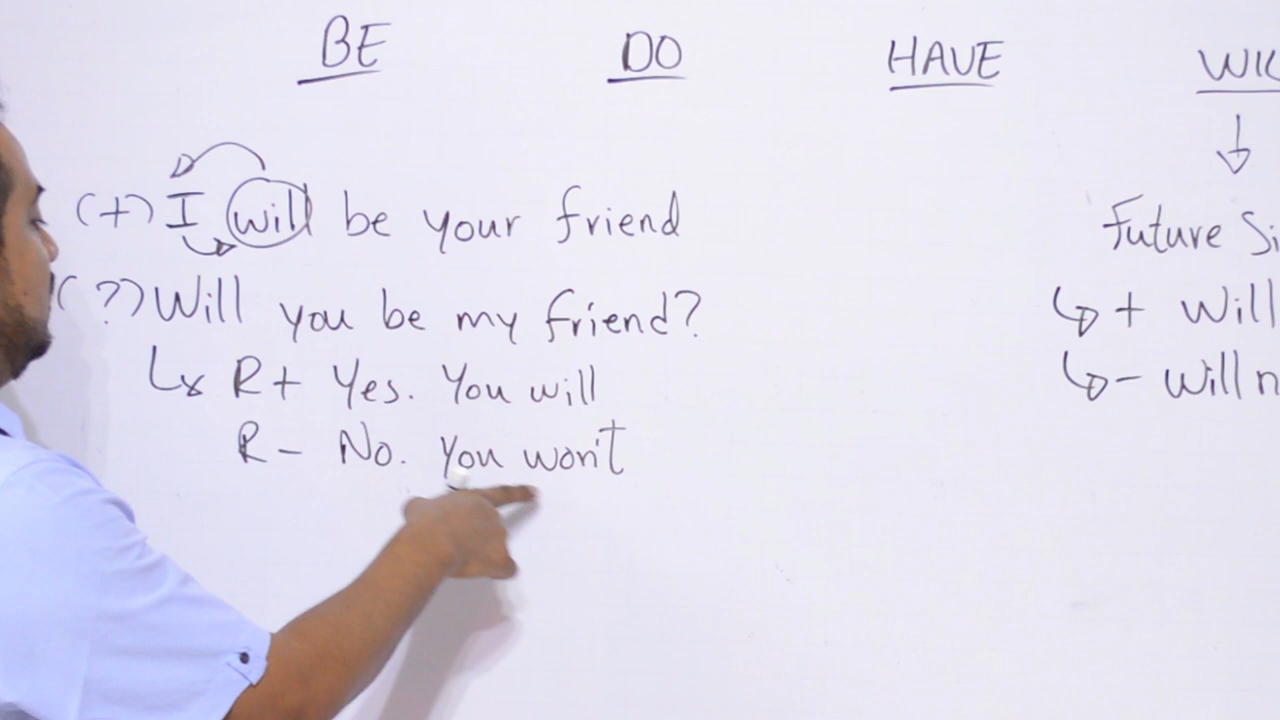 BE DO HAVE WIL
(+) I will be your friend
(?) Will you be my friend?
R+ Yes. You will
R- No. You won't
Future Si
+ Will
- Will n